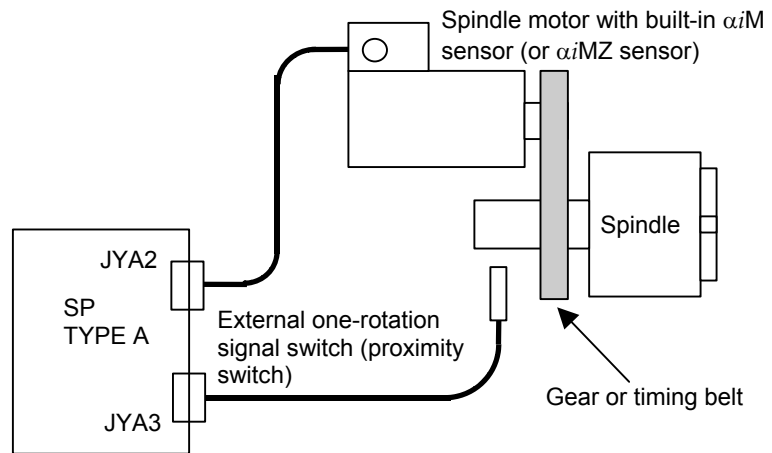 Spindle motor with built-in αiM
sensor (or αiMZ sensor)
Spindle
JYA2
SP
TYPE A
External one-rotation
signal switch (proximity
switch)
JYA3
Gear or timing belt